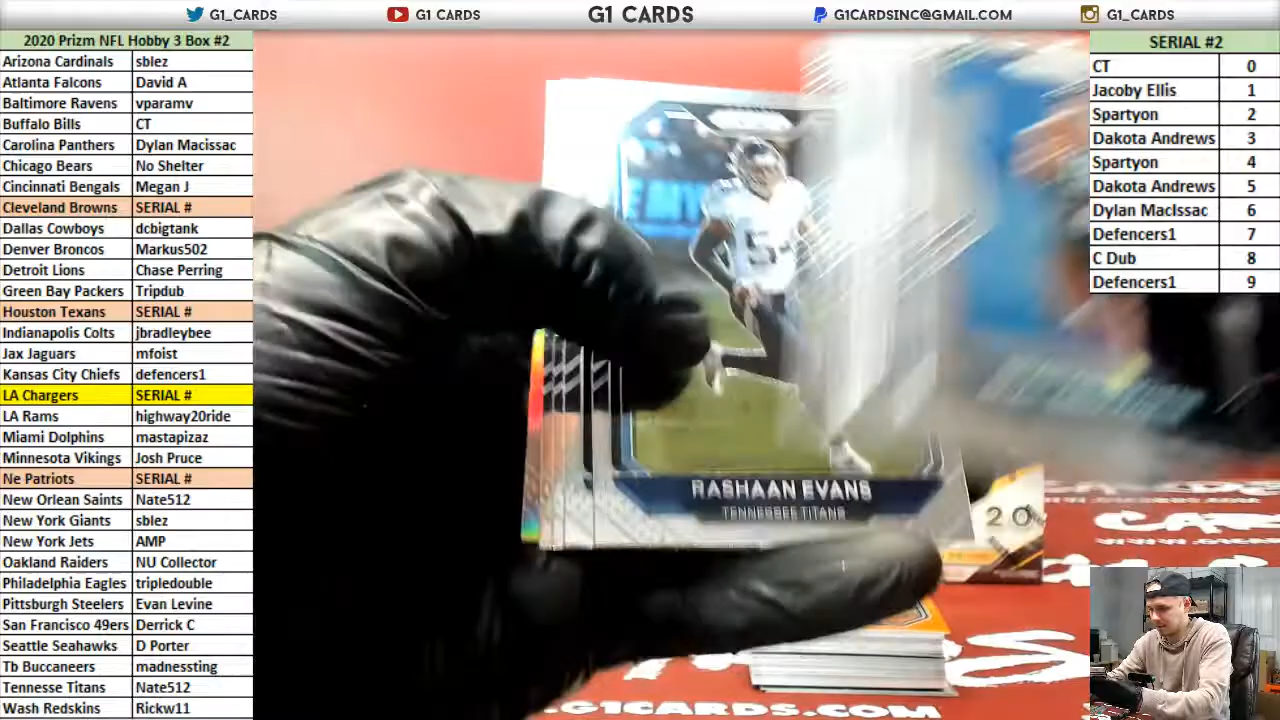 G1_CARDS
G1 CARDS
G1 CARDS
G1CARDSINC@GMAIL.COM
G1_CARDS
2020 Prizm NFL Hobby 3 Box #2
Arizona Cardinals sblez
Atlanta Falcons David A
Baltimore Ravens vparamv
Buffalo Bills CT
Carolina Panthers Dylan Macissac
Chicago Bears No Shelter
Cincinnati Bengals Megan J
Cleveland Browns SERIAL #
Dallas Cowboys dcbigtank
Denver Broncos Markus502
Detroit Lions Chase Perring
Green Bay Packers Tripdub
Houston Texans SERIAL #
Indianapolis Colts jbradleybee
Jax Jaguars mfoist
Kansas City Chiefs defencers1
LA Chargers SERIAL #
LA Rams highway20ride
Miami Dolphins mastapizaz
Minnesota Vikings Josh Pruce
Ne Patriots SERIAL #
New Orlean Saints Nate512
New York Giants sblez
New York Jets AMP
Oakland Raiders NU Collector
Philadelphia Eagles tripledouble
Pittsburgh Steelers Evan Levine
San Francisco 49ers Derrick C
Seattle Seahawks D Porter
Tb Buccaneers madnessting
Tennesse Titans Nate512
Wash Redskins Rickw11
SERIAL #2
CT 0
Jacoby Ellis 1
Spartyon 2
Dakota Andrews 3
Spartyon 4
Dakota Andrews 5
Dylan MacIssac 6
Defencers1 7
C Dub 8
Defencers1 9
RASHAAN EVANS
TENNESSEE TITANS
20
.G1CARDS.COM